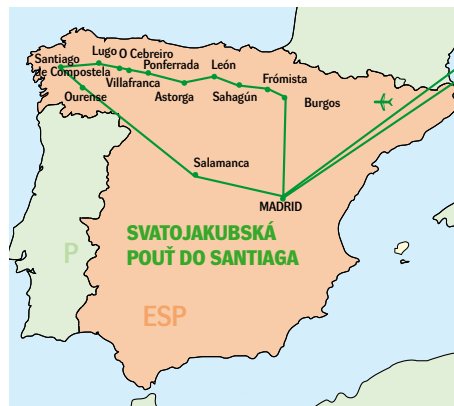 Lugo
O Cebreiro
Santiago
de Compostela
Ponferrada
León
Villafranca
Frómista
Ourense
Astorga
Sahagún
Burgos
Salamanca
MADRID
SVATOJAKUBSKÁ
POUŤ DO SANTIAGA
P
ESP